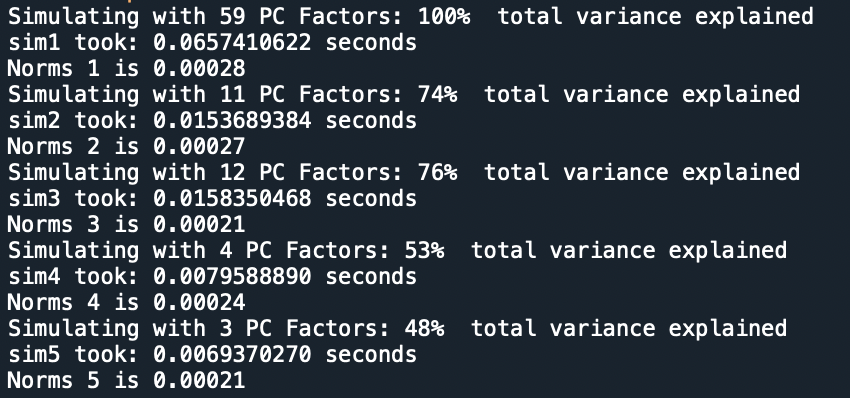 Simulating with 59 PC Factors: 100%  total variance explained
sim1 took: 0.0657410622 seconds
Norms 1 is 0.00028
Simulating with 11 PC Factors: 74%  total variance explained
sim2 took: 0.0153689384 seconds
Norms 2 is 0.00027
Simulating with 12 PC Factors: 76%  total variance explained
sim3 took: 0.0158350468 seconds
Norms 3 is 0.00021
Simulating with 4 PC Factors: 53%  total variance explained
sim4 took: 0.0079588890 seconds
Norms 4 is 0.00024
Simulating with 3 PC Factors: 48%  total variance explained
sim5 took: 0.0069370270 seconds
Norms 5 is 0.00021